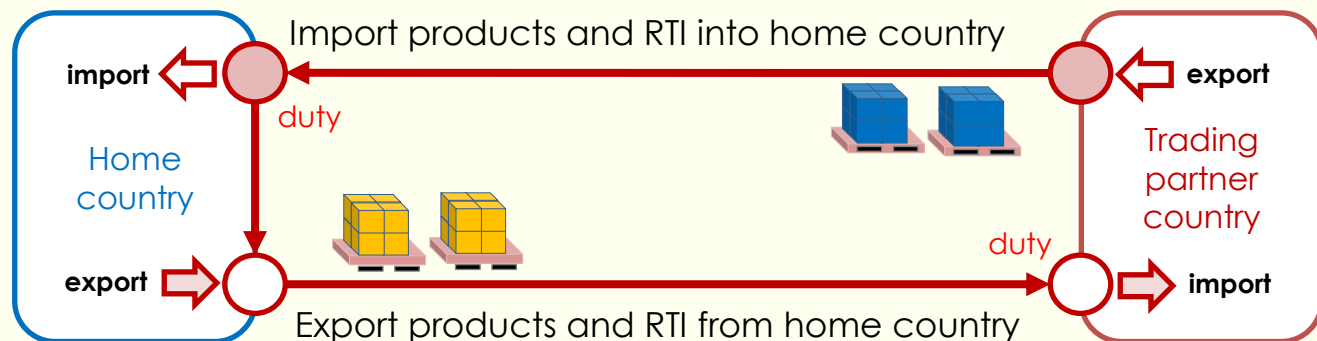 Import products and RTI into home country
import
export
duty
Home
country
Trading
partner
country
duty
export
import
Export products and RTI from home country